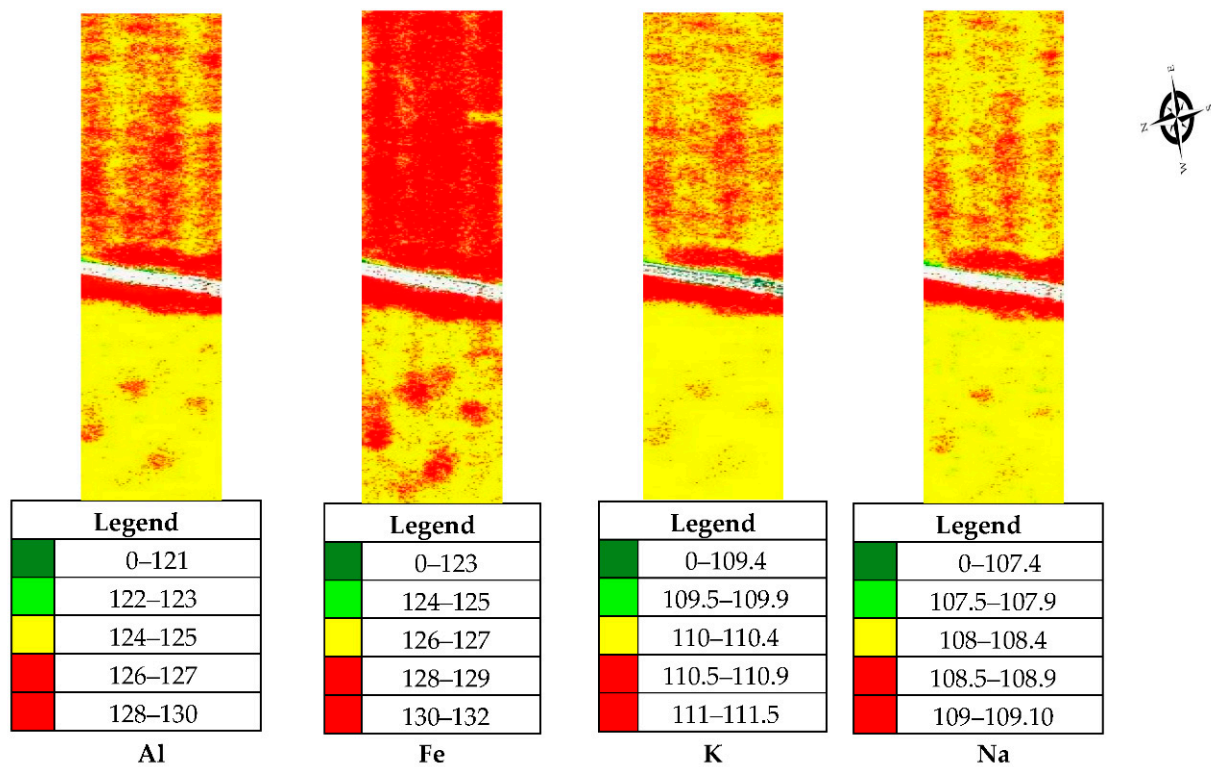 E
N
S
W
Legend
0–121
122–123
124–125
126–127
128–130
Al
Legend
0–123
124–125
126–127
128–129
130–132
Fe
Legend
0–109.4
109.5–109.9
110–110.4
110.5–110.9
111–111.5
K
Legend
0–107.4
107.5–107.9
108–108.4
108.5–108.9
109–109.10
Na